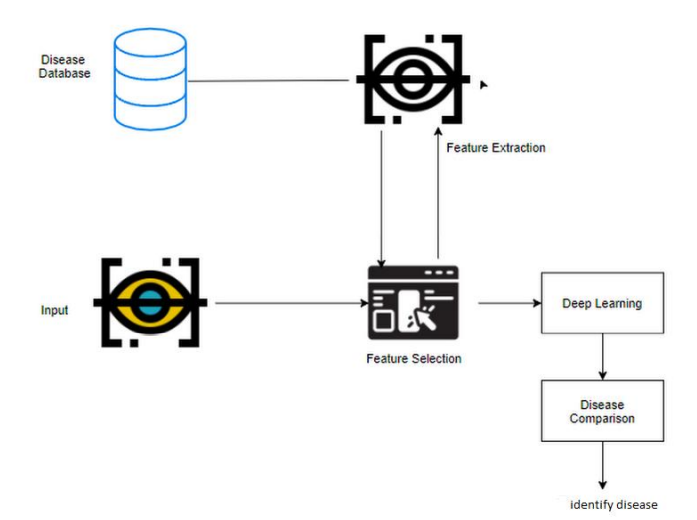 Disease
Database
Feature Extraction
Input
Feature Selection
Deep Learning
Disease
Comparison
identify disease